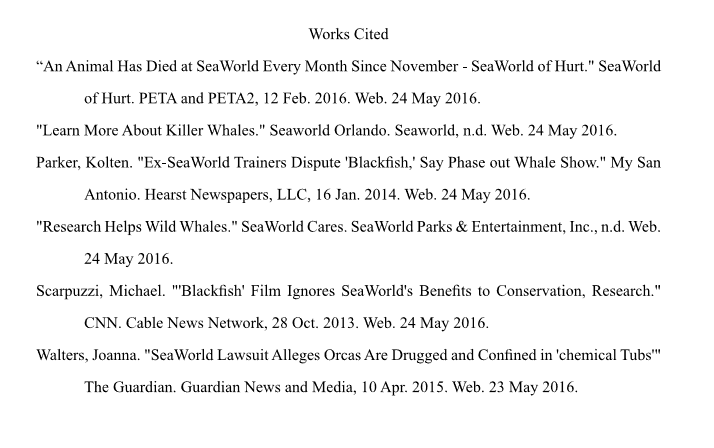 Works Cited
“An Animal Has Died at SeaWorld Every Month Since November - SeaWorld of Hurt." SeaWorld
of Hurt. PETA and PETA2, 12 Feb. 2016. Web. 24 May 2016.
"Learn More About Killer Whales." Seaworld Orlando. Seaworld, n.d. Web. 24 May 2016.
Parker, Kolten. "Ex-SeaWorld Trainers Dispute 'Blackfish,' Say Phase out Whale Show." My San
Antonio. Hearst Newspapers, LLC, 16 Jan. 2014. Web. 24 May 2016.
"Research Helps Wild Whales." SeaWorld Cares. SeaWorld Parks & Entertainment, Inc., n.d. Web.
24 May 2016.
Scarpuzzi, Michael. "'Blackfish' Film Ignores SeaWorld's Benefits to Conservation, Research."
CNN. Cable News Network, 28 Oct. 2013. Web. 24 May 2016.
Walters, Joanna. "SeaWorld Lawsuit Alleges Orcas Are Drugged and Confined in 'chemical Tubs'"
The Guardian. Guardian News and Media, 10 Apr. 2015. Web. 23 May 2016.